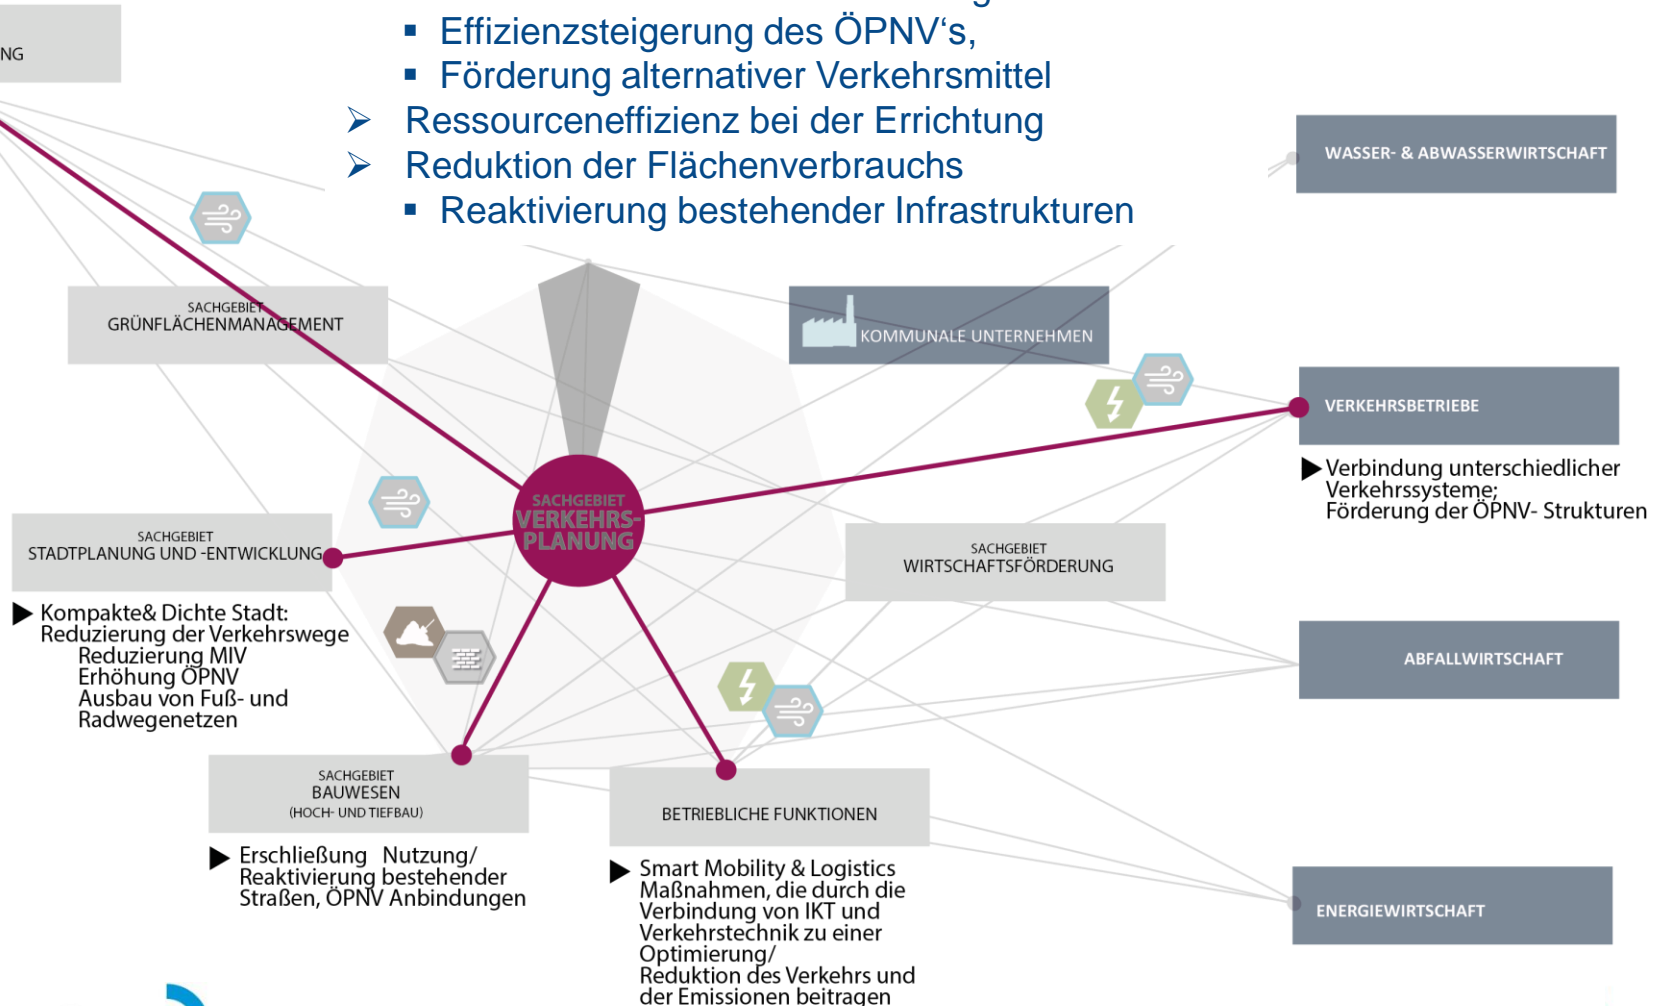 NG
▪ Effizienzsteigerung des ÖPNV‘s,
▪ Förderung alternativer Verkehrsmittel
➢ Ressourceneffizienz bei der Errichtung
➢ Reduktion der Flächenverbrauchs
▪ Reaktivierung bestehender Infrastrukturen
WASSER- & ABWASSERWIRTSCHAFT
SACHGEBIET
GRÜNFLÄCHENMANAGEMENT
KOMMUNALE UNTERNEHMEN
VERKEHRSBETRIEBE
▶ Verbindung unterschiedlicher
Verkehrssysteme;
Förderung der ÖPNV- Strukturen
SACHGEBIET
VERKEHRS-
PLANUNG
SACHGEBIET
STADTPLANUNG UND -ENTWICKLUNG
▶ Kompakte& Dichte Stadt:
Reduzierung der Verkehrswege
Reduzierung MIV
Erhöhung ÖPNV
Ausbau von Fuß- und
Radwegenetzen
SACHGEBIET
WIRTSCHAFTSFÖRDERUNG
ABFALLWIRTSCHAFT
SACHGEBIET
BAUWESEN
(HOCH- UND TIEFBAU)
▶ Erschließung Nutzung/
Reaktivierung bestehender
Straßen, ÖPNV Anbindungen
BETRIEBLICHE FUNKTIONEN
▶ Smart Mobility & Logistics
Maßnahmen, die durch die
Verbindung von IKT und
Verkehrstechnik zu einer
Optimierung/
Reduktion des Verkehrs und
der Emissionen beitragen
ENERGIEWIRTSCHAFT